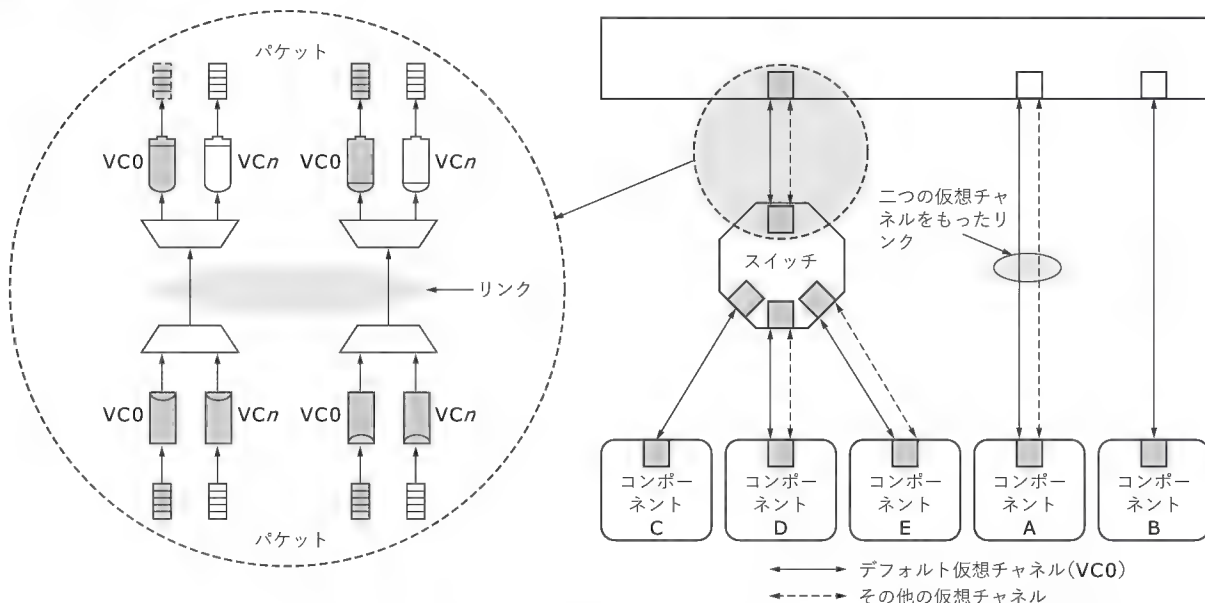 パケット
VC0
VCn
VC0
VCn
リンク
VC0
VCn
VC0
VCn
パケット
二つの仮想チャ
ネルをもったリ
ンク
スイッチ
コンポー
ネント
C
コンポー
ネント
D
コンポー
ネント
E
コンポー
ネント
A
コンポー
ネント
B
デフォルト仮想チャネル(VC0)
その他の仮想チャネル